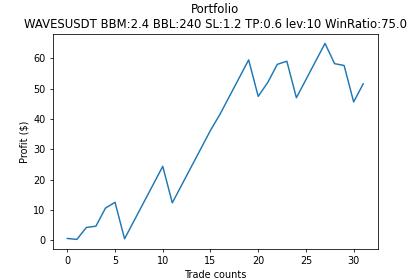 Portfolio
WAVESUSDT BBM:2.4 BBL:240 SL:1.2 TP:0.6 lev:10 WinRatio:75.0
60
50
40
30
20
10
0
Profit ($)
0 5 10 15 20 25 30
Trade counts